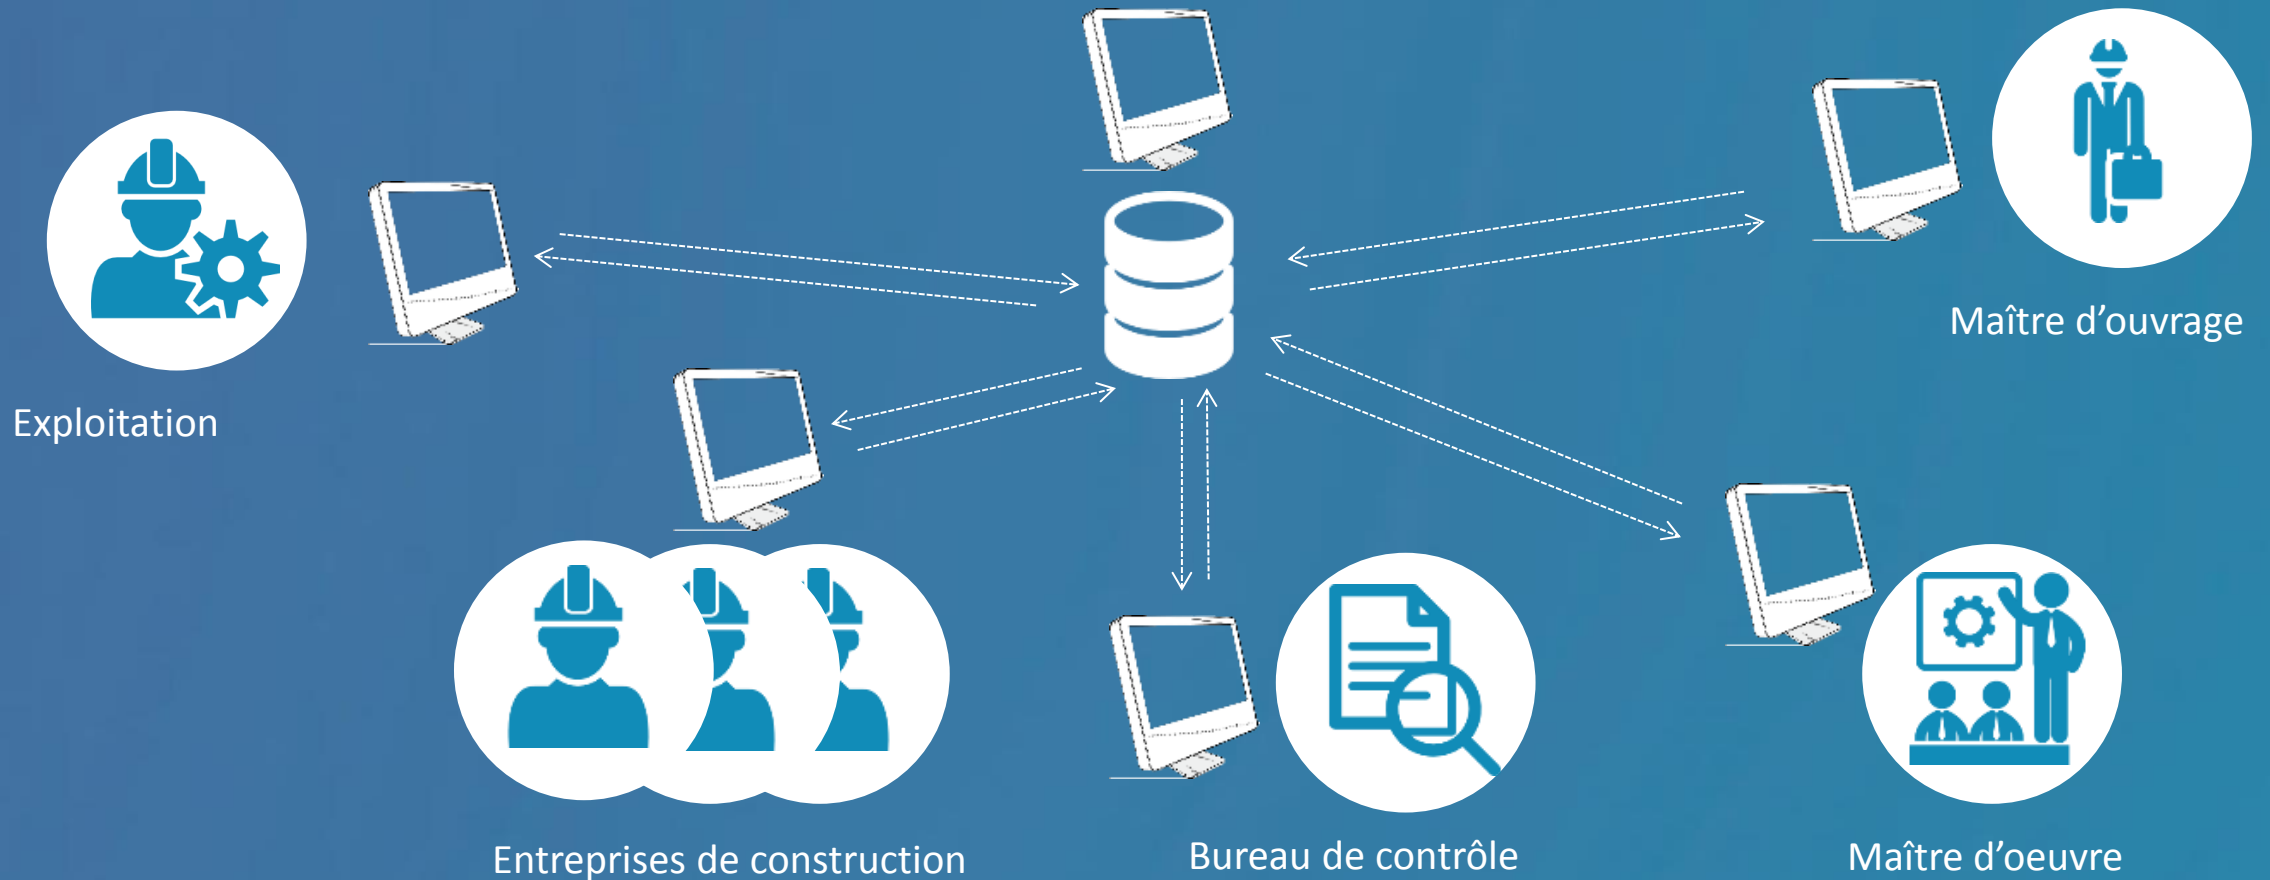 Maître d’ouvrage
Exploitation
Entreprises de construction
Bureau de contrôle
Maître d’oeuvre